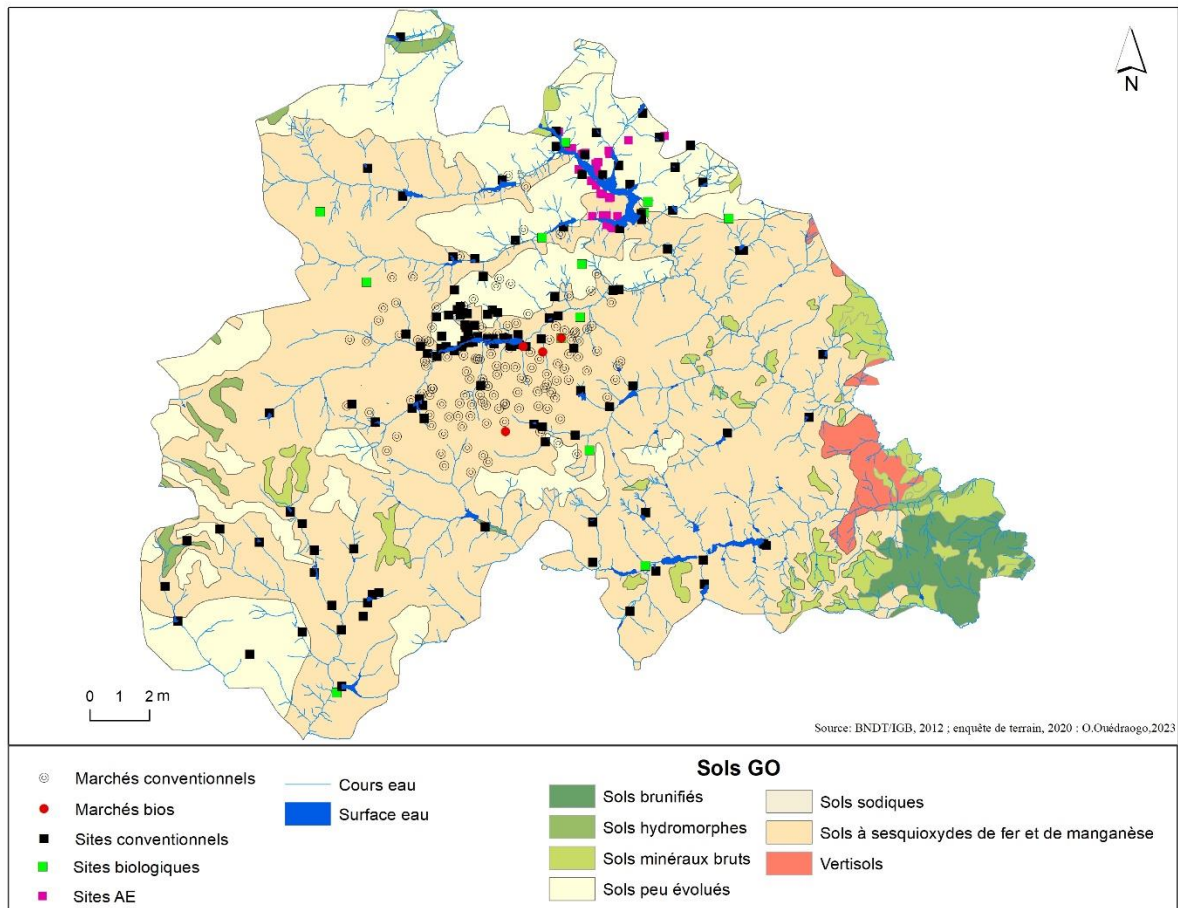 N
0 1 2 m
Source: BNDT/IGB, 2012 ; enquête de terrain, 2020 : O.Ouédraogo,2023
Marchés conventionnels
Marchés bios
Sites conventionnels
Sites biologiques
Sites AE
Cours eau
Surface eau
Sols GO
Sols brunifiés
Sols hydromorphes
Sols minéraux bruts
Sols peu évolués
Sols sodiques
Sols à sesquioxydes de fer et de manganèse
Vertisols